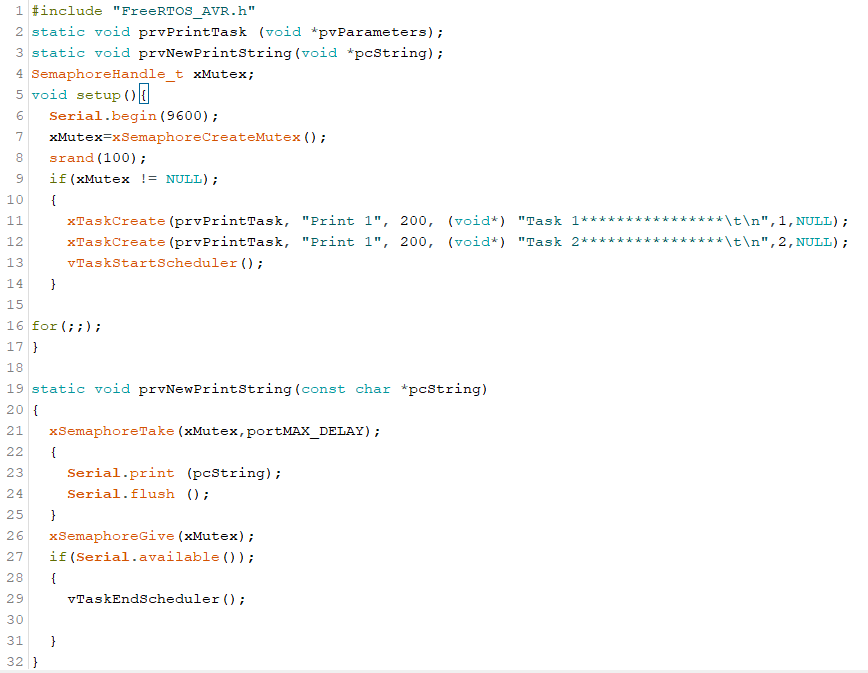 1 #include "FreeRTOS_AVR.h"
2 static void prvPrintTask (void *pvParameters);
3 static void prvNewPrintString(void *pcString);
4 SemaphoreHandle_t xMutex;
5 void setup(){
6   Serial.begin(9600);
7   xMutex=xSemaphoreCreateMutex();
8   srand(100);
9   if(xMutex != NULL);
10   {
11     xTaskCreate(prvPrintTask, "Print 1", 200, (void*) "Task 1****************\t\n",1,NULL);
12     xTaskCreate(prvPrintTask, "Print 1", 200, (void*) "Task 2****************\t\n",2,NULL);
13     vTaskStartScheduler();
14   }
15
16 for(;;);
17 }
18
19 static void prvNewPrintString(const char *pcString)
20 {
21   xSemaphoreTake(xMutex,portMAX_DELAY);
22   {
23     Serial.print (pcString);
24     Serial.flush ();
25   }
26   xSemaphoreGive(xMutex);
27   if(Serial.available());
28   {
29     vTaskEndScheduler();
30
31   }
32 }